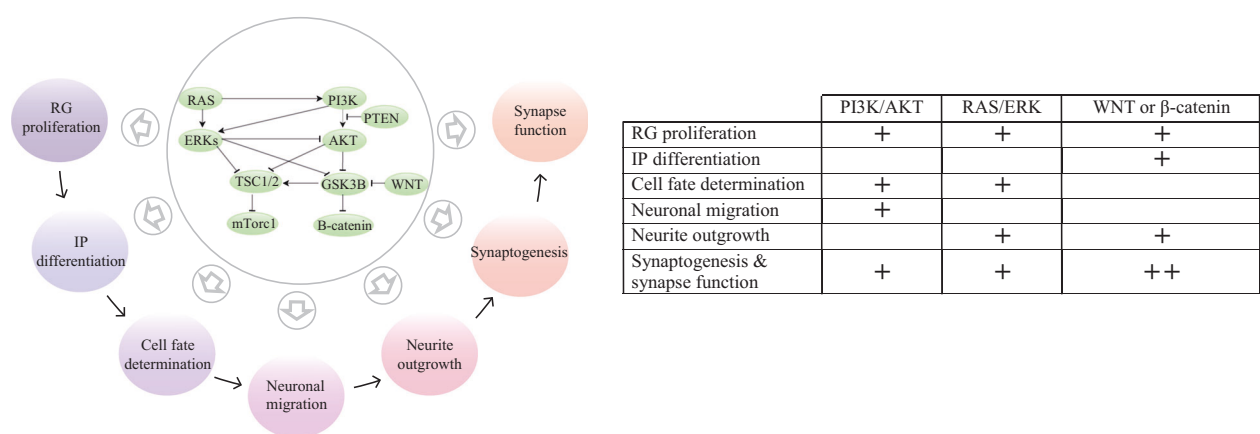 RG
proliferation
IP
differentiation
Cell fate
determination
Neuronal
migration
Neurite
outgrowth
Synaptogenesis
Synapse
function
RAS
PI3K
PTEN
ERKs
AKT
TSC1/2
GSK3B
WNT
mTorc1
B-catenin
PI3K/AKT RAS/ERK WNT or β-catenin
RG proliferation + + +
IP differentiation +
Cell fate determination + +
Neuronal migration +
Neurite outgrowth + +
Synaptogenesis &
synapse function + + ++